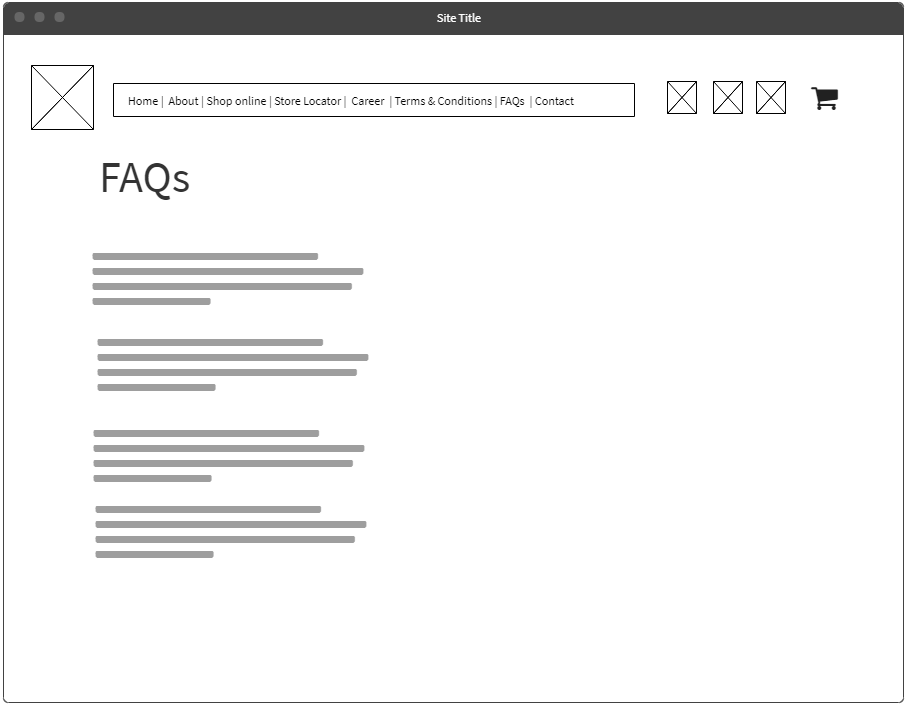 Site Title
Home | About | Shop online | Store Locator | Career | Terms & Conditions | FAQs | Contact
FAQs